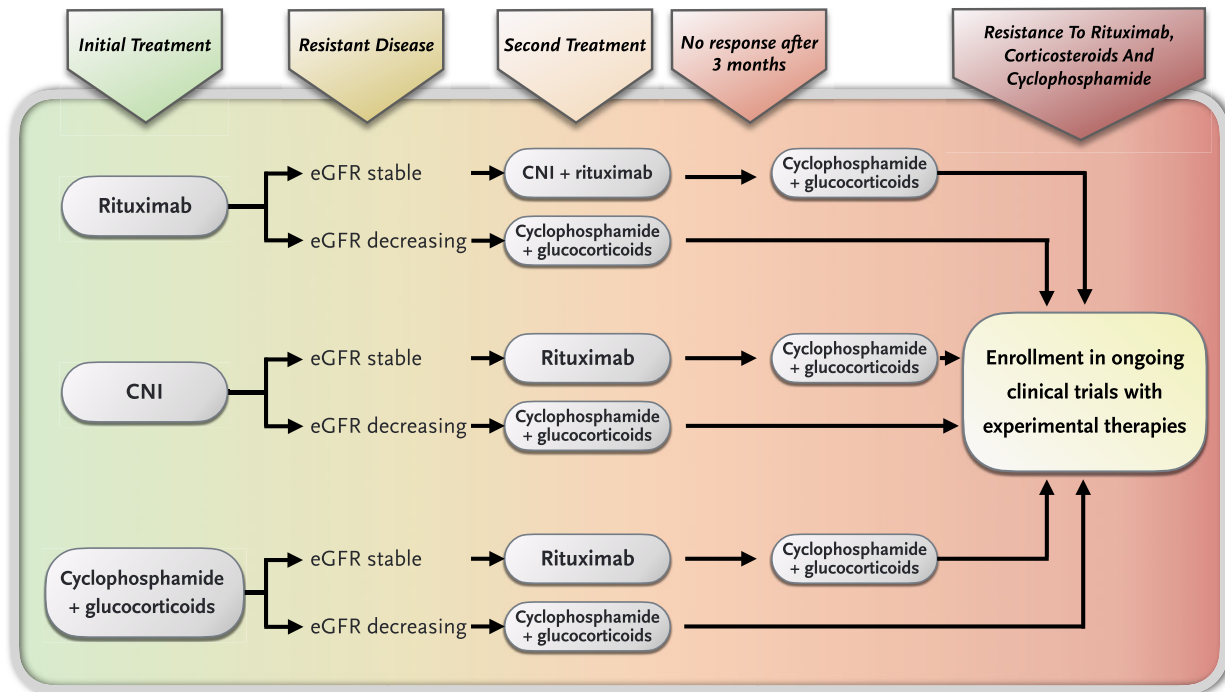 Initial Treatment
Resistant Disease
Second Treatment
No response after
3 months
Resistance To Rituximab,
Corticosteroids And
Cyclophosphamide
Rituximab
eGFR stable
CNI + rituximab
Cyclophosphamide
+ glucocorticoids
eGFR decreasing
Cyclophosphamide
+ glucocorticoids
CNI
eGFR stable
Rituximab
Cyclophosphamide
+ glucocorticoids
eGFR decreasing
Cyclophosphamide
+ glucocorticoids
Enrollment in ongoing
clinical trials with
experimental therapies
Cyclophosphamide
+ glucocorticoids
eGFR stable
Rituximab
Cyclophosphamide
+ glucocorticoids
eGFR decreasing
Cyclophosphamide
+ glucocorticoids